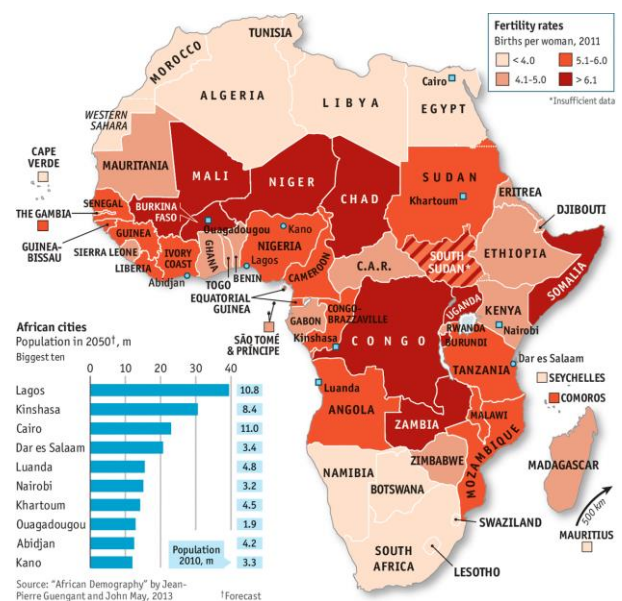 Fertility rates
Births per woman, 2011
< 4.0
5.1-6.0
4.1-5.0
> 6.1
*Insufficient data
TUNISIA
MOROCCO
ALGERIA
LIBYA
Cairo
EGYPT
WESTERN
SAHARA
CAPE
VERDE
MAURITANIA
MALI
NIGER
CHAD
SUDAN
Khartoum
ERITREA
DJIBOUTI
SENEGAL
THE GAMBIA
GUINEA-
BISSAU
GUINEA
SIERRA LEONE
LIBERIA
BURKINA
FASO
Ouagadougou
IVORY
COAST
Abidjan
GHANA
TOGO
BENIN
Kano
NIGERIA
Lagos
CAMEROON
C.A.R.
SOUTH
SUDAN*
ETHIOPIA
SOMALIA
EQUATORIAL
GUINEA
SÃO TOMÉ
& PRÍNCIPE
GABON
CONGO-
BRAZZAVILLE
Kinshasa
CONGO
UGANDA
RWANDA
BURUNDI
KENYA
Nairobi
TANZANIA
Dar es Salaam
SEYCHELLES
COMOROS
Luanda
ANGOLA
ZAMBIA
MALAWI
MOZAMBIQUE
ZIMBABWE
NAMIBIA
BOTSWANA
MADAGASCAR
500 km
MAURITIUS
SWAZILAND
LESOTHO
SOUTH
AFRICA
African cities
Population in 2050†, m
Biggest ten
0 10 20 30 40
Lagos 10.8
Kinshasa 8.4
Cairo 11.0
Dar es Salaam 3.4
Luanda 4.8
Nairobi 3.2
Khartoum 4.5
Ouagadougou 1.9
Abidjan 4.2
Kano 3.3
Population
2010, m
Source: "African Demography" by Jean-
Pierre Guengant and John May, 2013
†Forecast